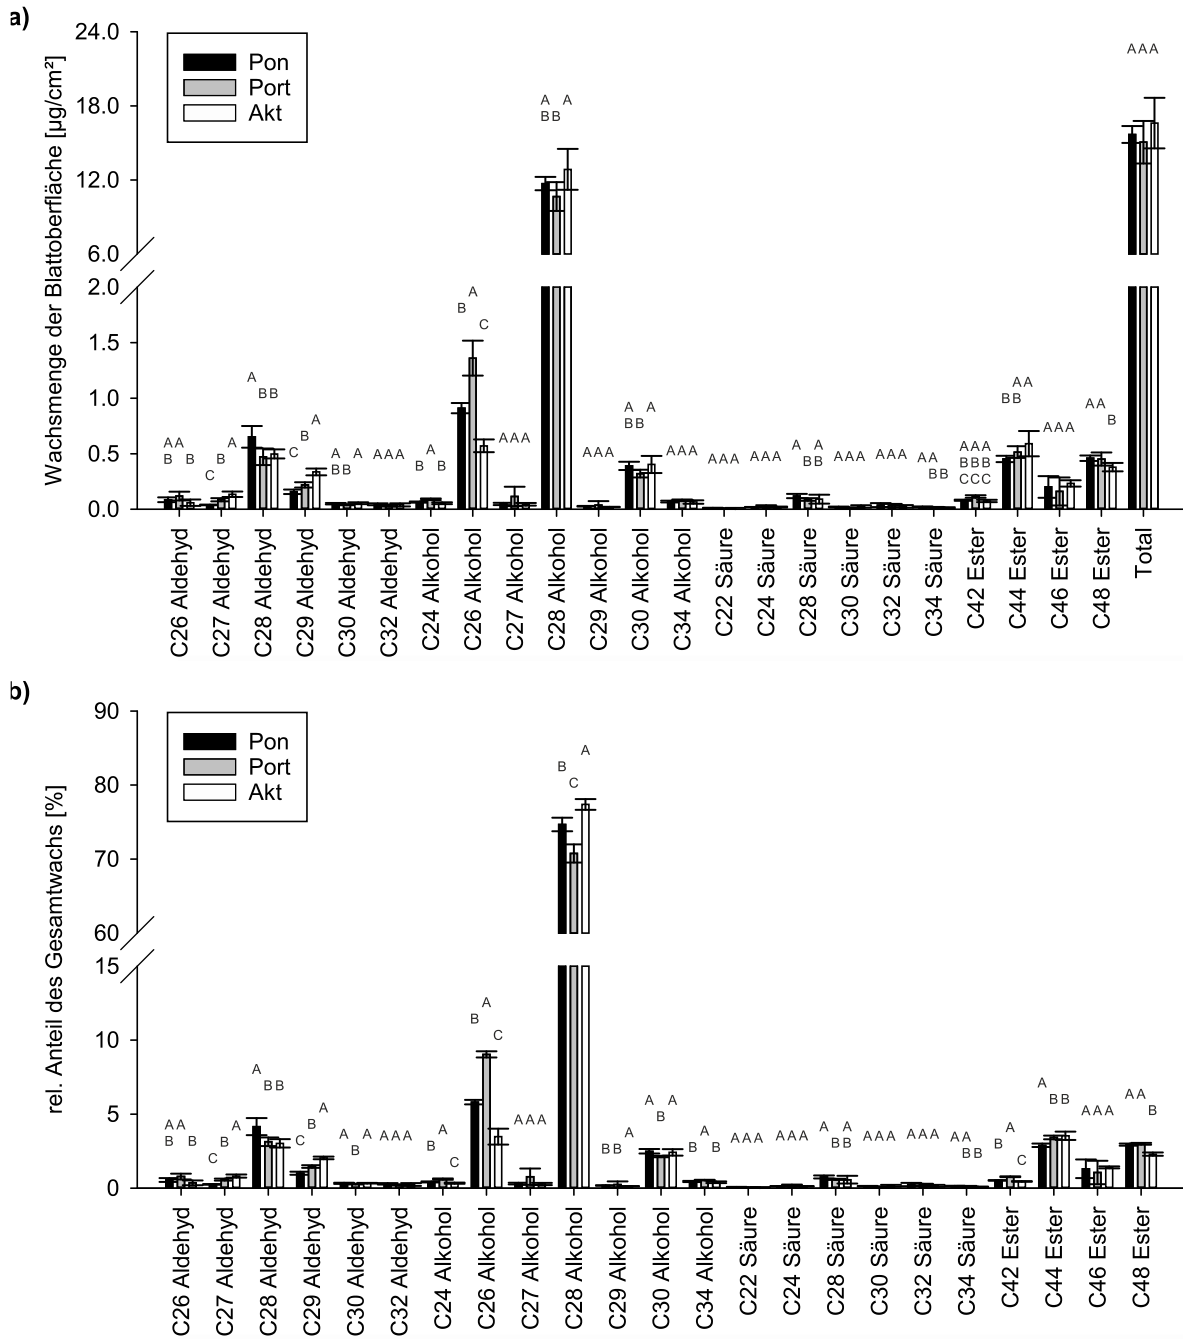 a)
Wachsmenge der Blattoberfläche [µg/cm²]
24.0
18.0
12.0
6.0
2.0
1.5
1.0
0.5
0.0
Pon
Port
Akt
A A
B B
C B A
A B B
C B A
A A
B B
A A A
B A B
B A C
A A A
A A
B B
A A A
A A
B B
A A A
A A A
A A A
A A
B B
A A A
A A A
A A
B B
A A A
B B B
C C C
A A
B B
A A A
A A B
A A A
C26 Aldehyd
C27 Aldehyd
C28 Aldehyd
C29 Aldehyd
C30 Aldehyd
C32 Aldehyd
C24 Alkohol
C26 Alkohol
C27 Alkohol
C28 Alkohol
C29 Alkohol
C30 Alkohol
C34 Alkohol
C22 Säure
C24 Säure
C28 Säure
C30 Säure
C32 Säure
C34 Säure
C42 Ester
C44 Ester
C46 Ester
C48 Ester
Total
b)
rel. Anteil des Gesamtwachs [%]
90
80
70
60
15
10
5
0
Pon
Port
Akt
A A
B B
C B A
A B B
C B A
A B A
A A A
B A C
B A C
A A A
B C A
B B A
A B A
B A B
A A A
A A A
A A
B B
A A A
A A A
A A
B B
B A C
A B B
A A A
A A B
C26 Aldehyd
C27 Aldehyd
C28 Aldehyd
C29 Aldehyd
C30 Aldehyd
C32 Aldehyd
C24 Alkohol
C26 Alkohol
C27 Alkohol
C28 Alkohol
C29 Alkohol
C30 Alkohol
C34 Alkohol
C22 Säure
C24 Säure
C28 Säure
C30 Säure
C32 Säure
C34 Säure
C42 Ester
C44 Ester
C46 Ester
C48 Ester